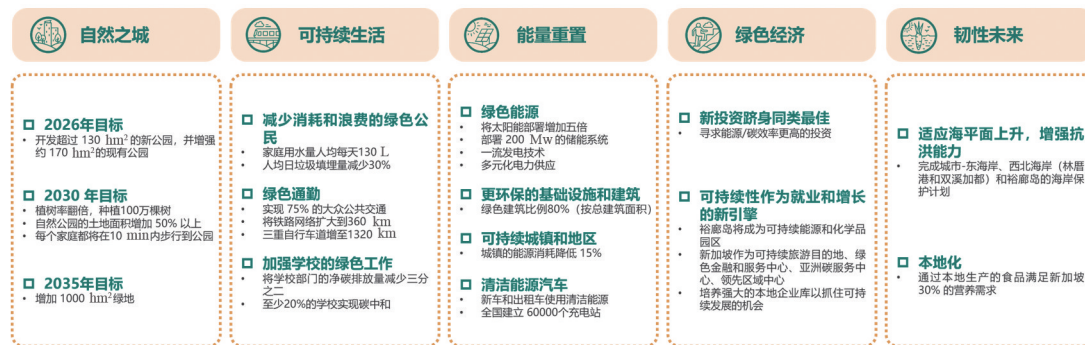 自然之城
2026年目标
开发超过 130 hm² 的新公园，并增强
约 170 hm²的现有公园
2030 年目标
植树率翻倍，种植100万棵树
自然公园的土地面积增加 50% 以上
每个家庭都将在10 min内步行到公园
2035年目标
增加 1000 hm²绿地
可持续生活
减少消耗和浪费的绿色公
民
家庭用水量人均每天130 L
人均日垃圾填埋量减少30%
绿色通勤
实现 75% 的大众公共交通
将铁路网络扩大到360 km
三重自行车道增至1320 km
加强学校的绿色工作
将学校部门的净碳排放量减少三分
之二
至少20%的学校实现碳中和
能量重置
绿色能源
将太阳能部署增加五倍
部署 200 Mw 的储能系统
一流发电技术
多元化电力供应
更环保的基础设施和建筑
绿色建筑比例80%（按总建筑面积）
可持续城镇和地区
城镇的能源消耗降低 15%
清洁能源汽车
新车和出租车使用清洁能源
全国建立 60000个充电站
绿色经济
新投资跻身同类最佳
寻求能源/碳效率更高的投资
可持续性作为就业和增长
的新引擎
裕廊岛将成为可持续能源和化学品
园区
新加坡作为可持续旅游目的地、绿
色金融和服务中心、亚洲碳服务中
心、领先区域中心
培养强大的本地企业库以抓住可持
续发展的机会
韧性未来
适应海平面上升，增强抗
洪能力
完成城市-东海岸、西北海岸（林厝
港和双溪加都）和裕廊岛的海岸保
护计划
本地化
通过本地生产的食品满足新加坡
30% 的营养需求